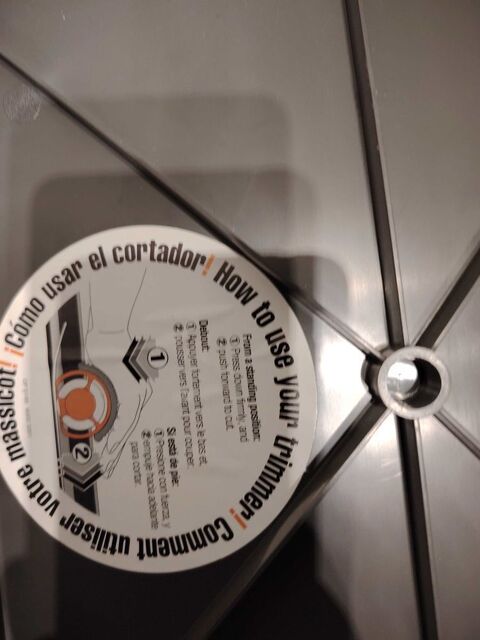 How to use your trimmer!
Comment utiliser votre massicot!
¡Cómo usar el cortador!
From a standing position:
1 Press down firmly, and
2 push forward to cut.
Debout:
1 Appuyer fortement vers le bas et
2 pousser vers l'avant pour couper.
Si está de pie:
1 Presione con fuerza, y
2 empuje hacia adelante
para cortar.
1
2